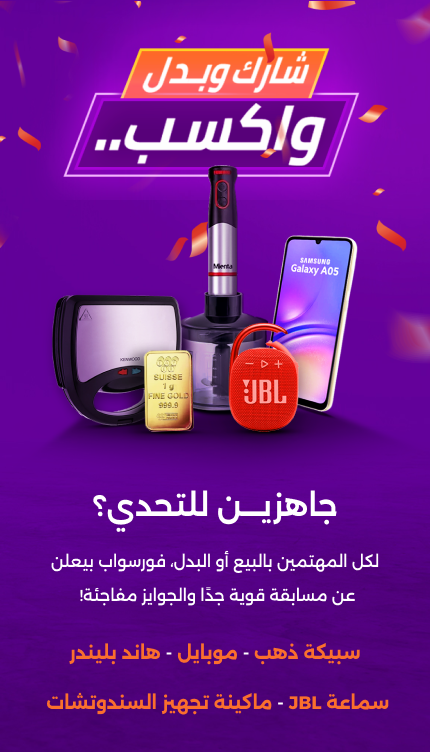 شارك وبدل
واكسب..
Mienta
SAMSUNG
Galaxy A05
KENWOOD
SUISSE
1 g
FINE GOLD
999.9
JBL
جاهزيـــن للتحدي؟
لكل المهتمين بالبيع أو البدل، فورسواب بيعلن
عن مسابقة قوية جدًا والجوايز مفاجئة!
سبيكة ذهب - موبايل - هاند بليندر
سماعة JBL - ماكينة تجهيز السندوتشات